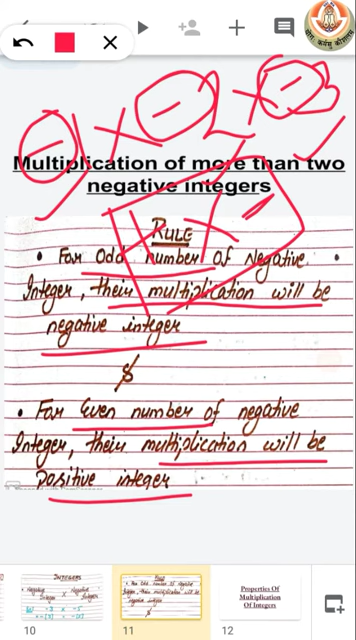 Multiplication of more than two
negative integers
RULE
• For Odd number of Negative.
Integer, their multiplication will be
negative integer
&
• For Even number of negative
Integer, their multiplication will be
positive integer
10
11
12
Properties Of
Multiplication
Of Integers